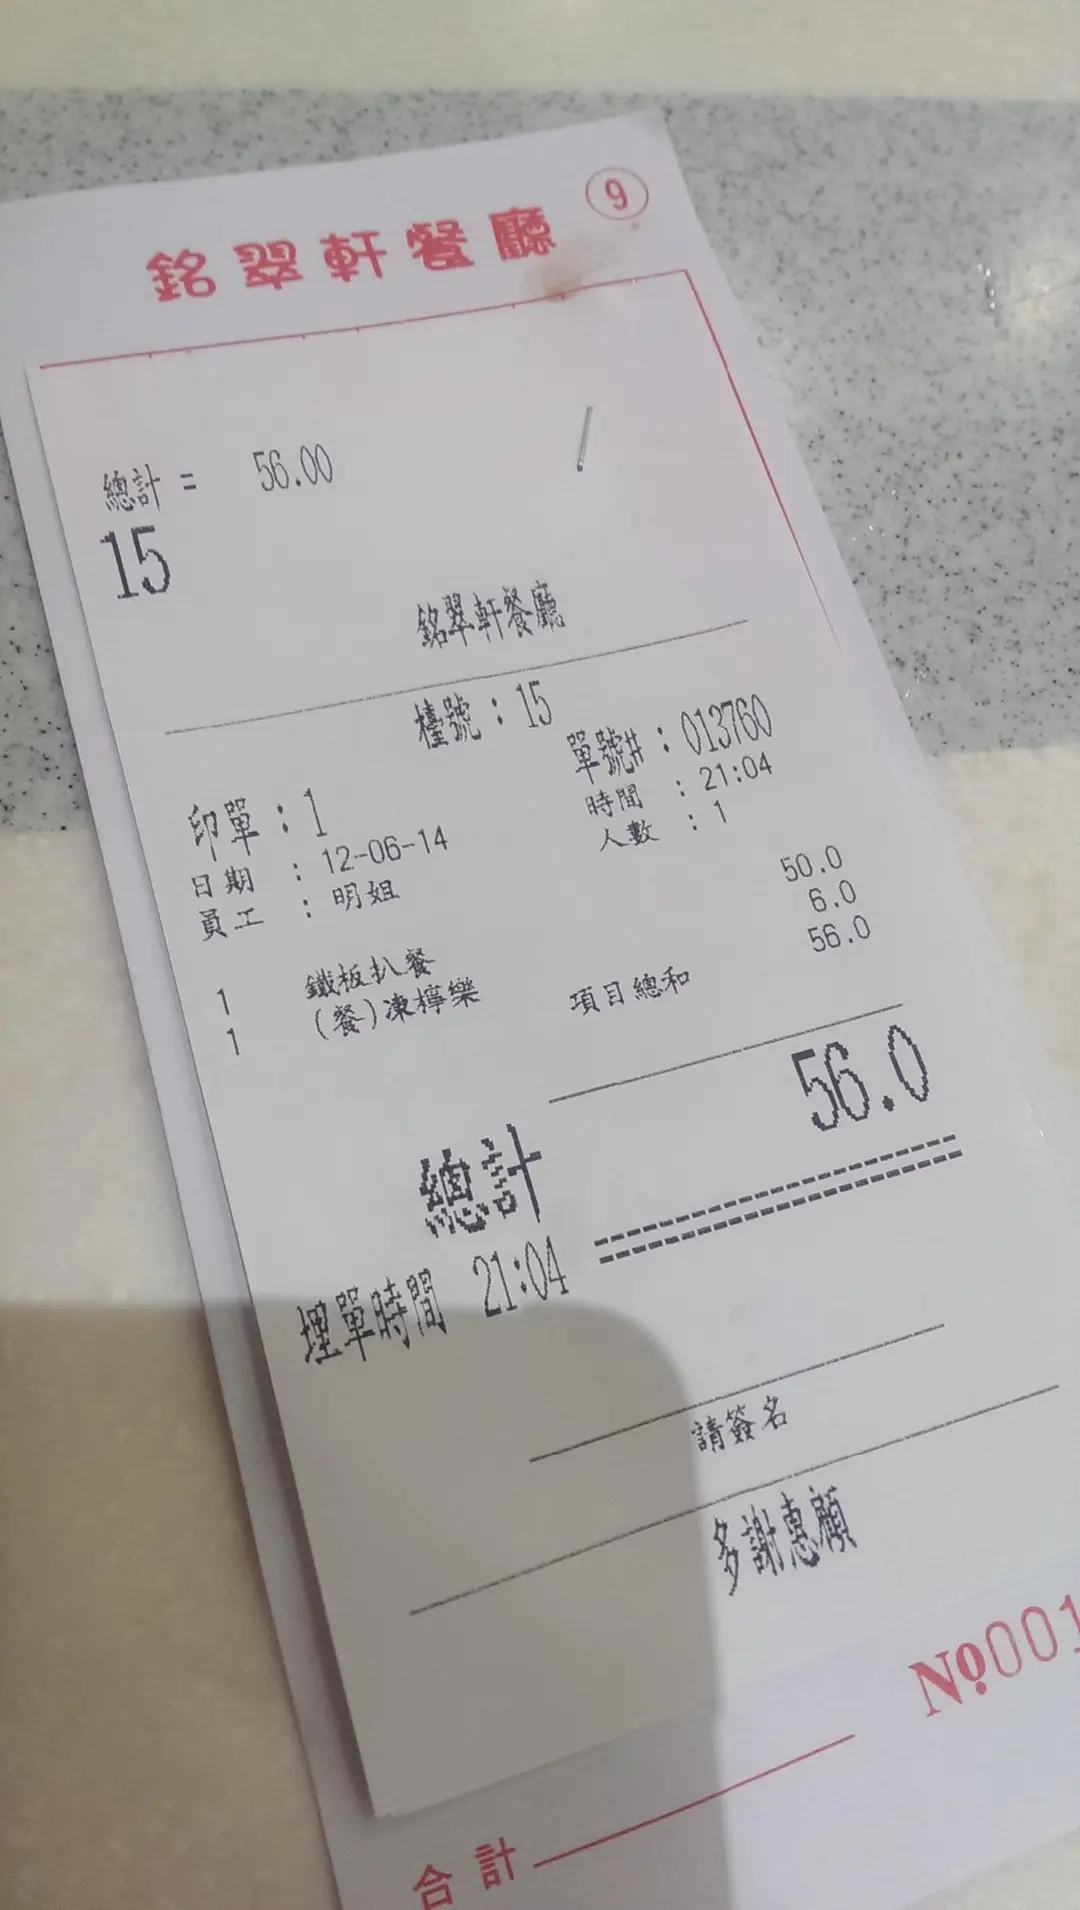 銘翠軒餐廳
9
總計 = 56.00
15
銘翠軒餐廳
檯號 : 15
印單 : 1 單號# : 013760
日期 : 12-06-14 時間 : 21:04
員工 : 明姐 人數 : 1
1 鐵板扒餐 50.0
1 (餐)凍檸樂 6.0
項目總和 56.0
總計 56.0
埋單時間 21:04
請簽名
多謝惠顧
№001
合計